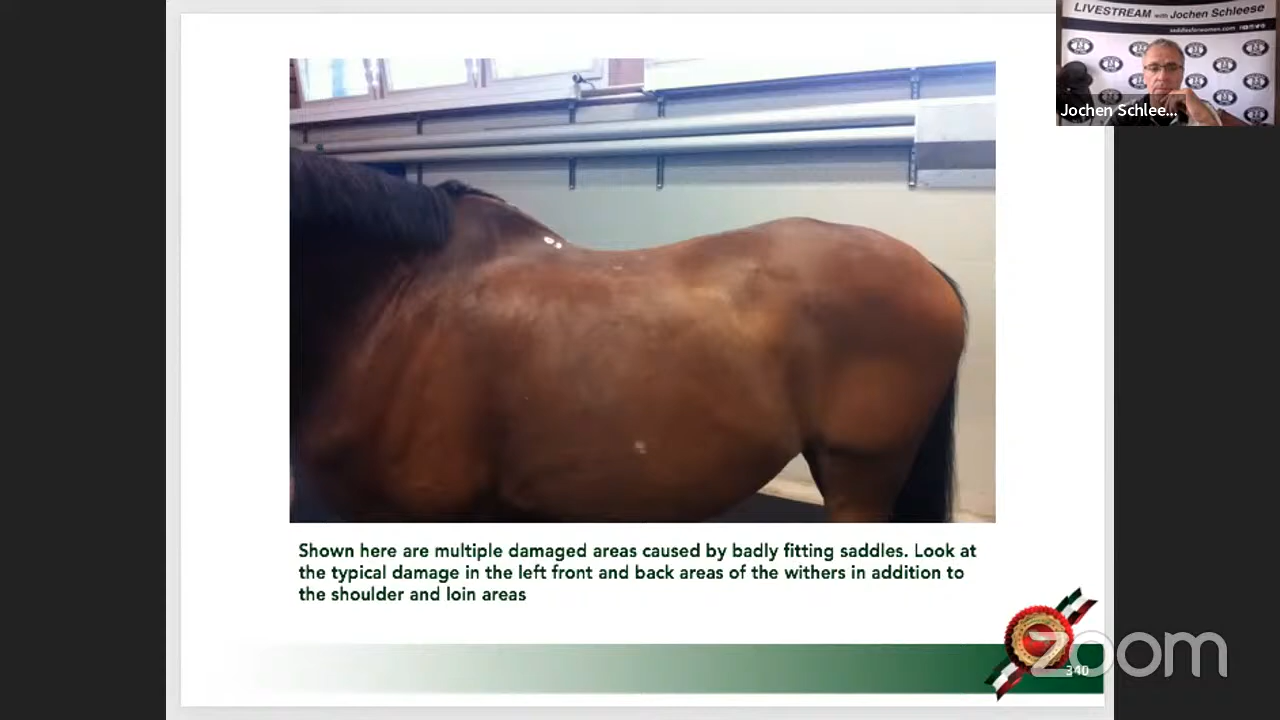 LIVESTREAM with Jochen Schleese
saddlesforwomen.com
Jochen Schlee...
Shown here are multiple damaged areas caused by badly fitting saddles. Look at
the typical damage in the left front and back areas of the withers in addition to
the shoulder and loin areas
zoom
340